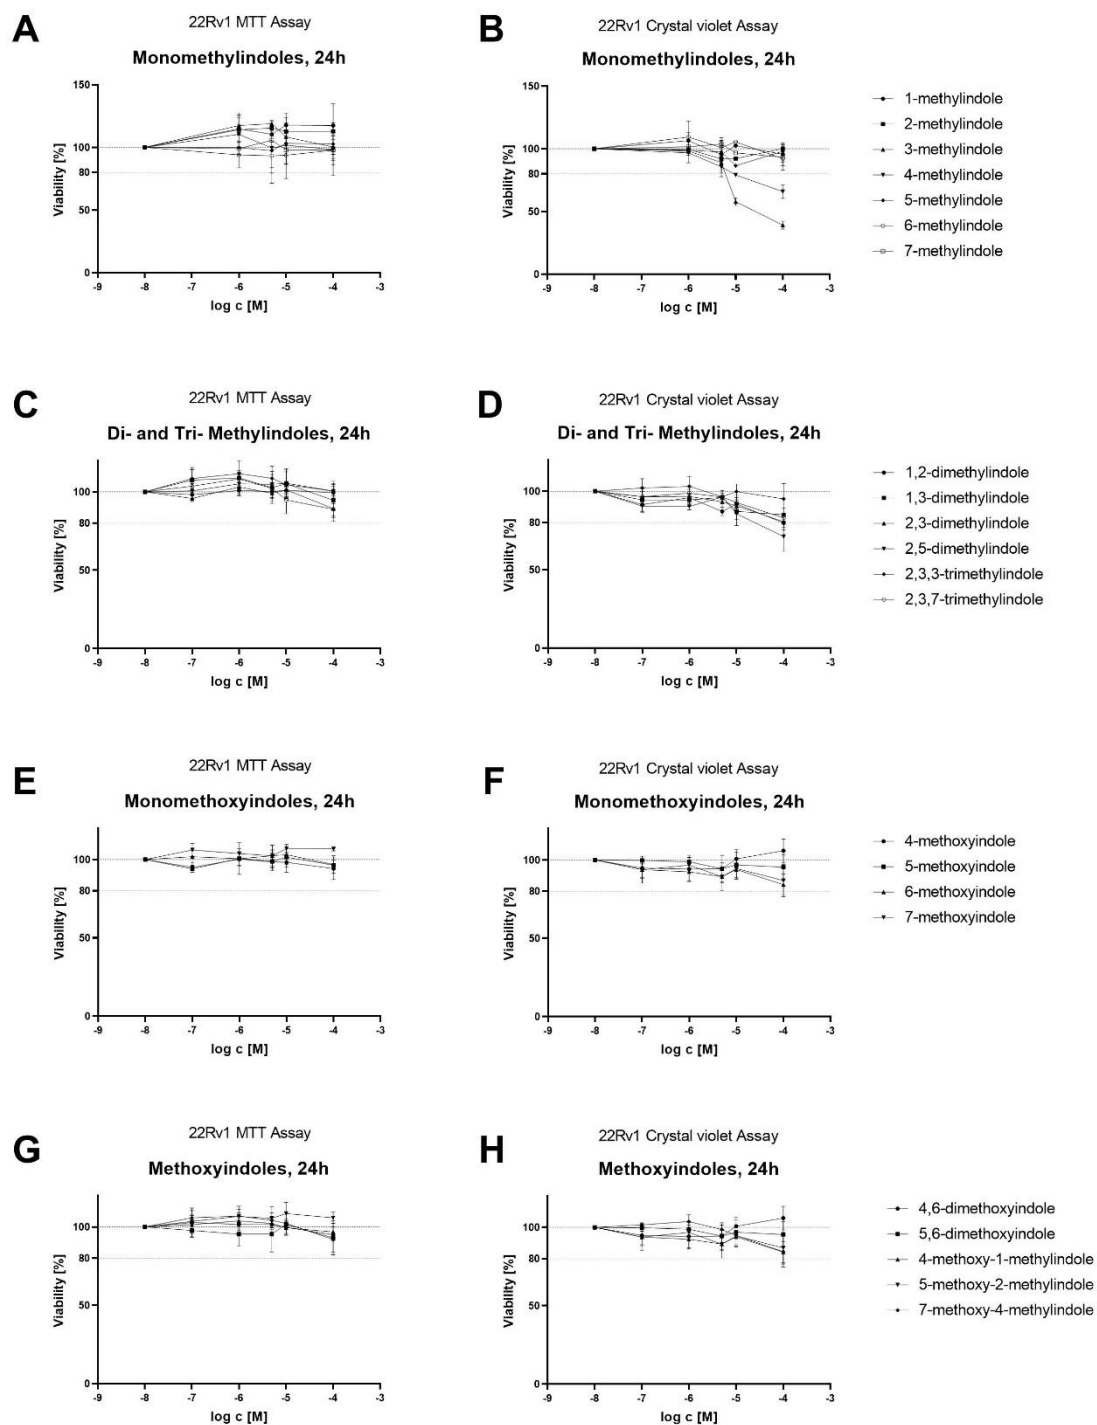 A
22Rv1 MTT Assay
Monomethylindoles, 24h
Viability [%]
150
100
80
50
0
-9 -8 -7 -6 -5 -4 -3
log c [M]
B
22Rv1 Crystal violet Assay
Monomethylindoles, 24h
Viability [%]
150
100
80
50
0
-9 -8 -7 -6 -5 -4 -3
log c [M]
1-methylindole
2-methylindole
3-methylindole
4-methylindole
5-methylindole
6-methylindole
7-methylindole
C
22Rv1 MTT Assay
Di- and Tri- Methylindoles, 24h
Viability [%]
100
80
50
0
-9 -8 -7 -6 -5 -4 -3
log c [M]
D
22Rv1 Crystal violet Assay
Di- and Tri- Methylindoles, 24h
Viability [%]
100
80
50
0
-9 -8 -7 -6 -5 -4 -3
log c [M]
1,2-dimethylindole
1,3-dimethylindole
2,3-dimethylindole
2,5-dimethylindole
2,3,3-trimethylindole
2,3,7-trimethylindole
E
22Rv1 MTT Assay
Monomethoxyindoles, 24h
Viability [%]
100
80
50
0
-9 -8 -7 -6 -5 -4 -3
log c [M]
F
22Rv1 Crystal violet Assay
Monomethoxyindoles, 24h
Viability [%]
100
80
50
0
-9 -8 -7 -6 -5 -4 -3
log c [M]
4-methoxyindole
5-methoxyindole
6-methoxyindole
7-methoxyindole
G
22Rv1 MTT Assay
Methoxyindoles, 24h
Viability [%]
100
80
50
0
-9 -8 -7 -6 -5 -4 -3
log c [M]
H
22Rv1 Crystal violet Assay
Methoxyindoles, 24h
Viability [%]
100
80
50
0
-9 -8 -7 -6 -5 -4 -3
log c [M]
4,6-dimethoxyindole
5,6-dimethoxyindole
4-methoxy-1-methylindole
5-methoxy-2-methylindole
7-methoxy-4-methylindole